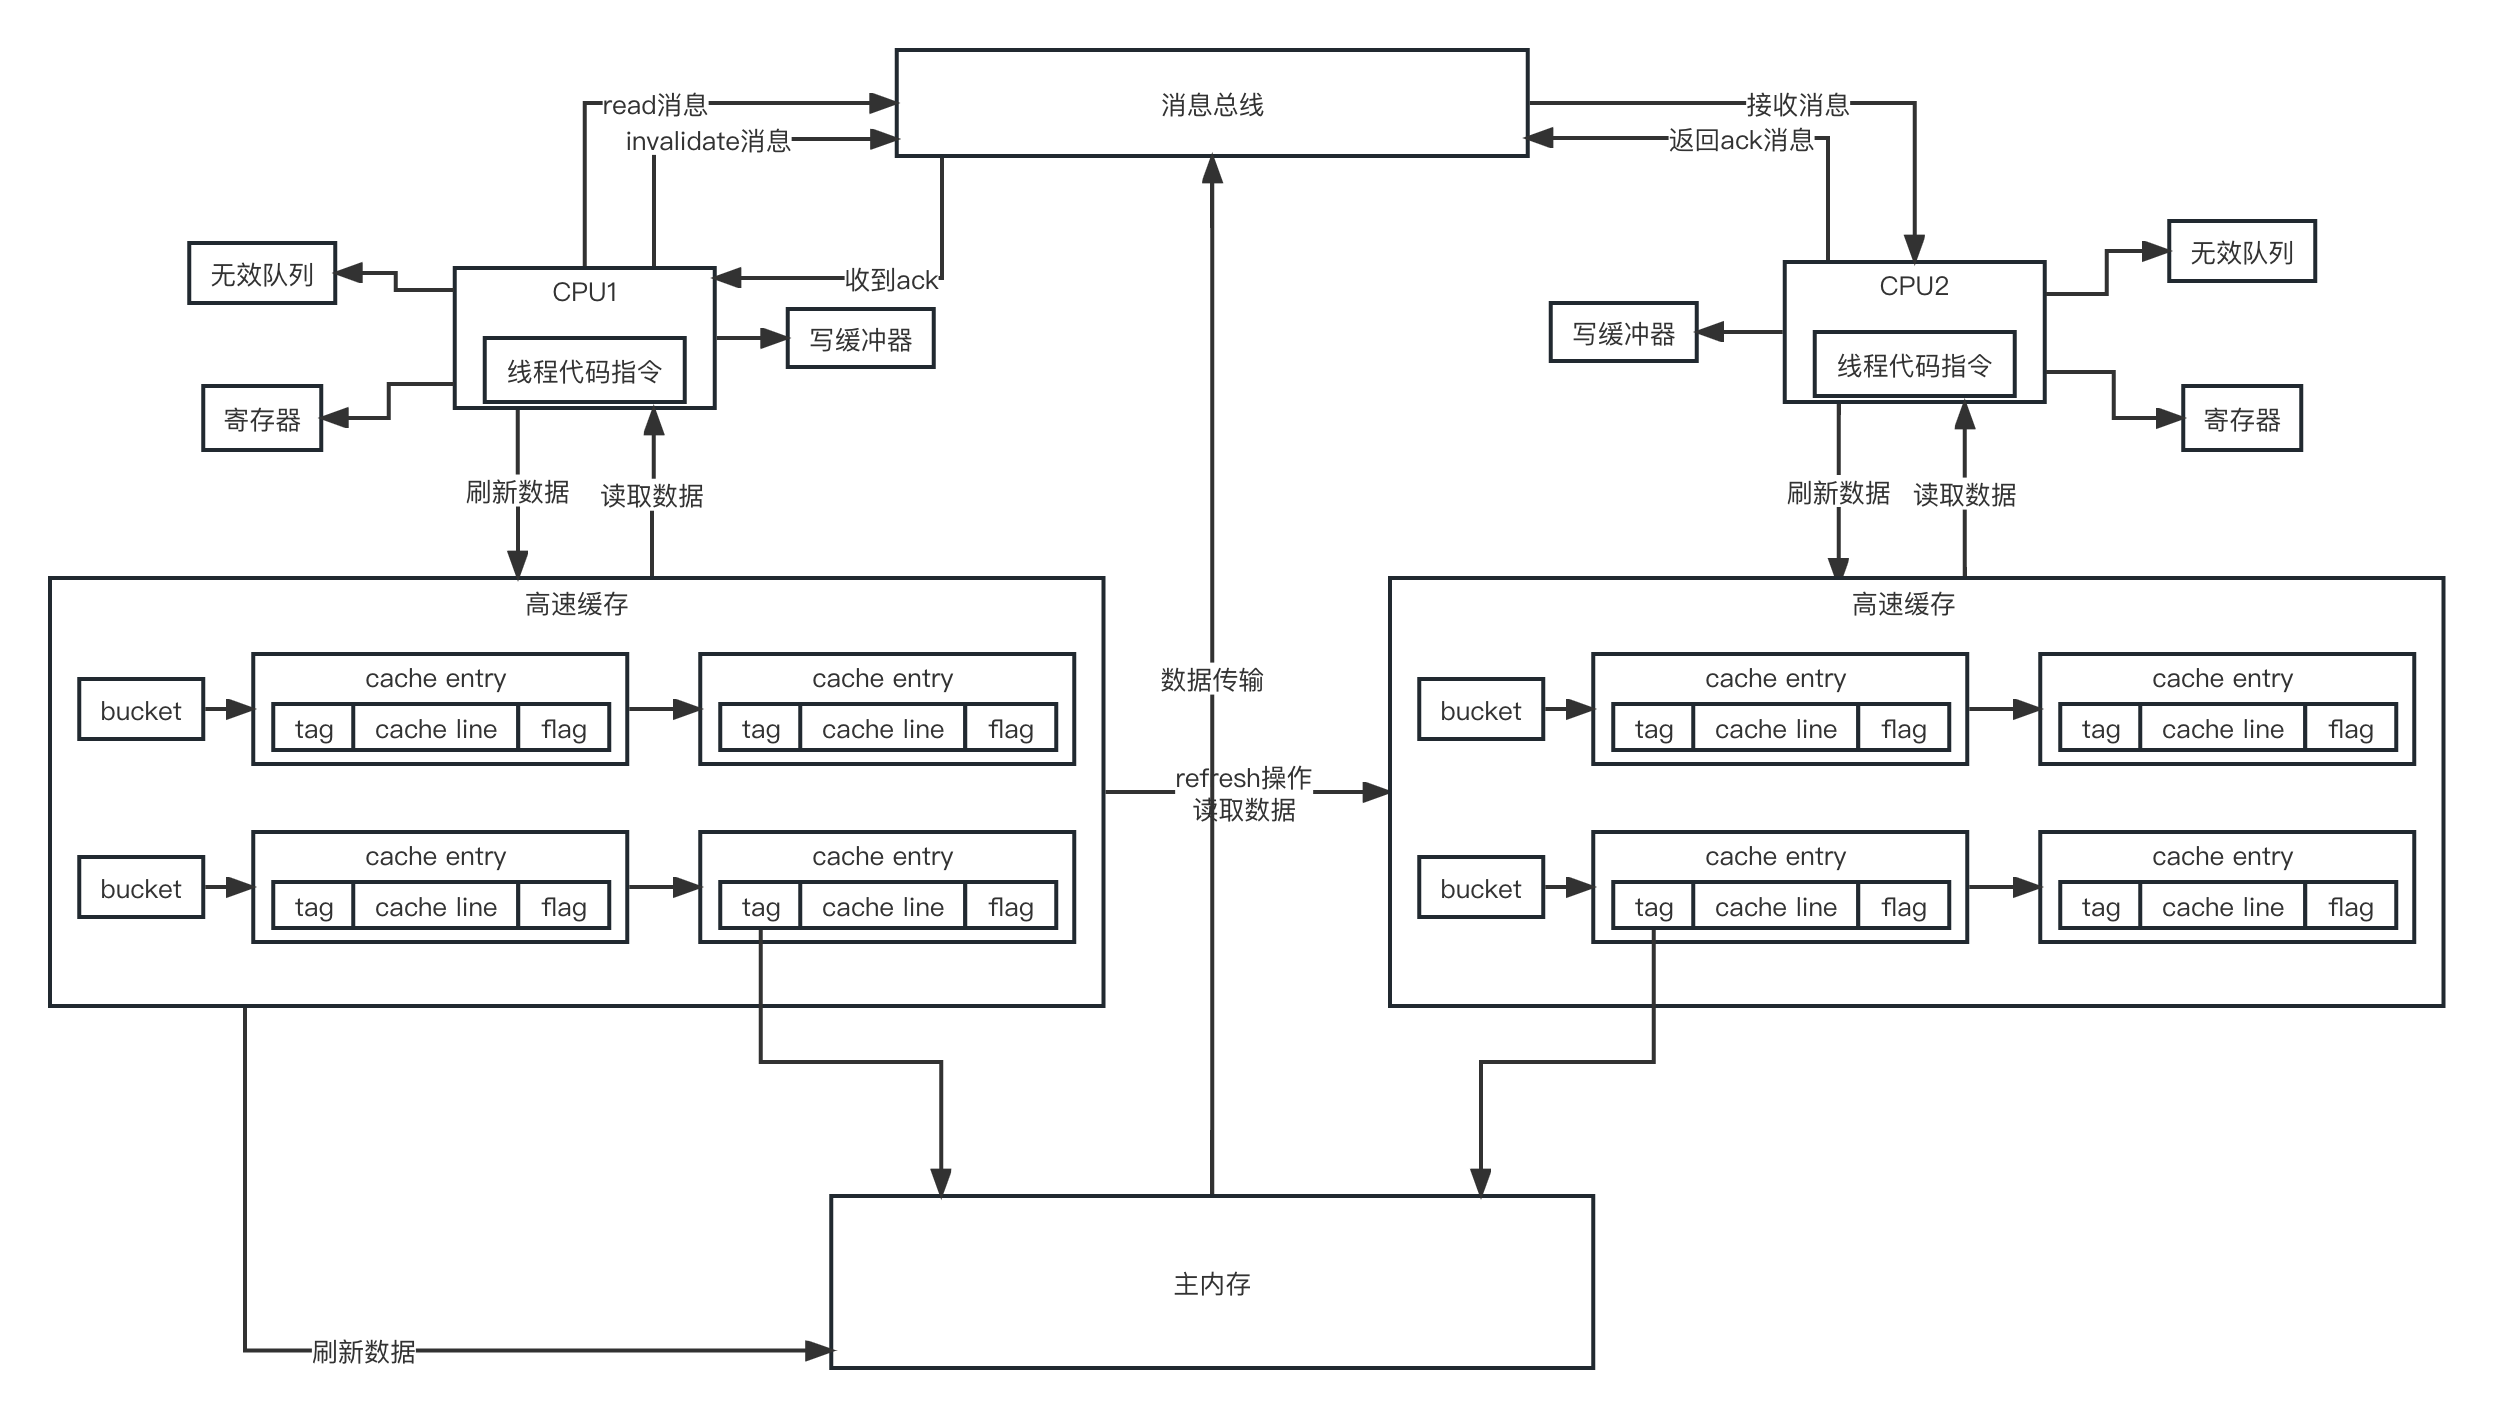 消息总线
read消息
接收消息
invalidate消息
返回ack消息
无效队列
无效队列
收到ack
CPU1
CPU2
写缓冲器
写缓冲器
线程代码指令
线程代码指令
寄存器
寄存器
刷新数据
读取数据
刷新数据
读取数据
高速缓存
高速缓存
cache entry
cache entry
数据传输
cache entry
cache entry
bucket
tag
cache line
flag
tag
cache line
flag
bucket
tag
cache line
flag
tag
cache line
flag
refresh操作
读取数据
cache entry
cache entry
cache entry
cache entry
bucket
tag
cache line
flag
tag
cache line
flag
bucket
tag
cache line
flag
tag
cache line
flag
主内存
刷新数据